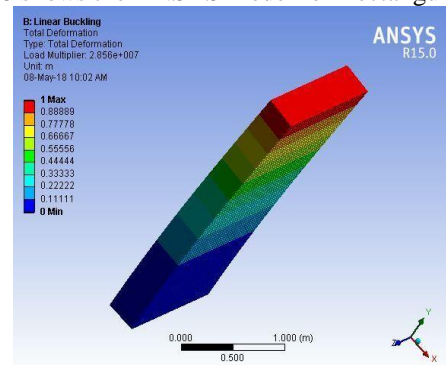 B: Linear Buckling
Total Deformation
Type: Total Deformation
Load Multiplier: 2.856e+007
Unit: m
08-May-18 10:02 AM
ANSYS
R15.0
1 Max
0.88889
0.77778
0.66667
0.55556
0.44444
0.33333
0.22222
0.11111
0 Min
0.000
1.000 (m)
0.500
Y
Z
X